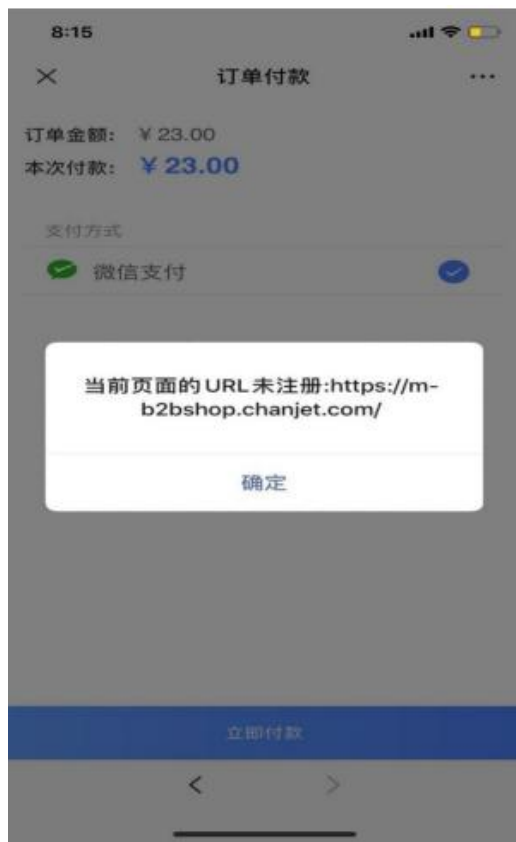 8:15
订单付款
订单金额: ¥ 23.00
本次付款: ¥ 23.00
支付方式
微信支付
当前页面的URL未注册:https://m-
b2bshop.chanjet.com/
确定
立即付款